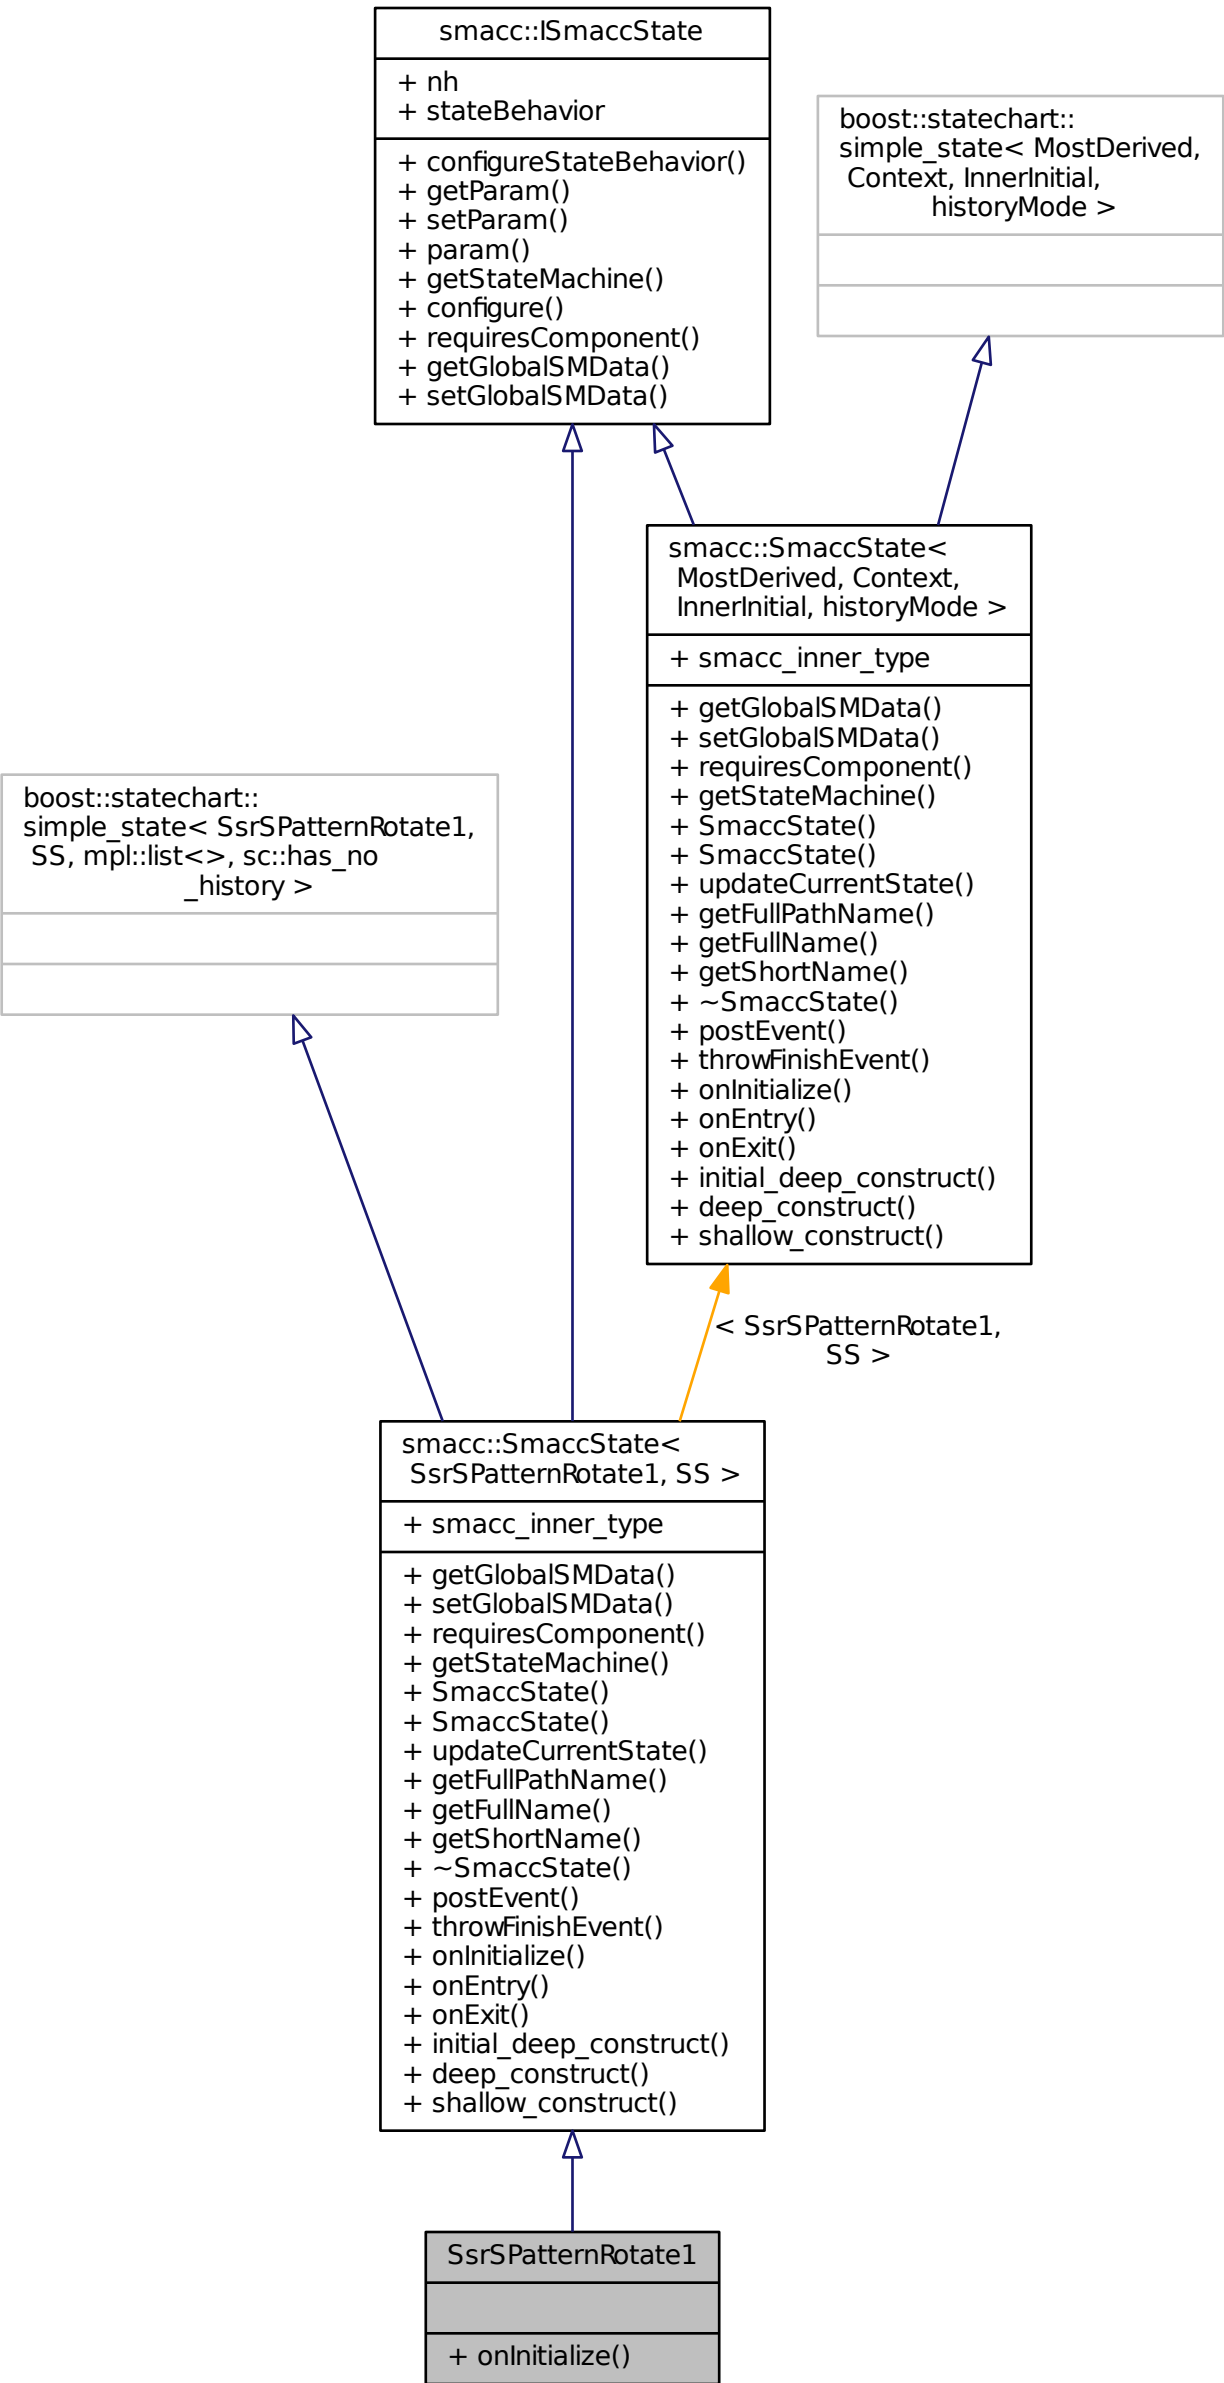 smacc::ISmaccState
+ nh
+ stateBehavior
+ configureStateBehavior()
+ getParam()
+ setParam()
+ param()
+ getStateMachine()
+ configure()
+ requiresComponent()
+ getGlobalSMData()
+ setGlobalSMData()
boost::statechart::
simple_state< MostDerived,
Context, InnerInitial,
historyMode >
smacc::SmaccState<
MostDerived, Context,
InnerInitial, historyMode >
+ smacc_inner_type
+ getGlobalSMData()
+ setGlobalSMData()
+ requiresComponent()
+ getStateMachine()
+ SmaccState()
+ SmaccState()
+ updateCurrentState()
+ getFullPathName()
+ getFullName()
+ getShortName()
+ ~SmaccState()
+ postEvent()
+ throwFinishEvent()
+ onInitialize()
+ onEntry()
+ onExit()
+ initial_deep_construct()
+ deep_construct()
+ shallow_construct()
boost::statechart::
simple_state< SsrSPatternRotate1,
SS, mpl::list<>, sc::has_no
_history >
< SsrSPatternRotate1,
SS >
smacc::SmaccState<
SsrSPatternRotate1, SS >
+ smacc_inner_type
+ getGlobalSMData()
+ setGlobalSMData()
+ requiresComponent()
+ getStateMachine()
+ SmaccState()
+ SmaccState()
+ updateCurrentState()
+ getFullPathName()
+ getFullName()
+ getShortName()
+ ~SmaccState()
+ postEvent()
+ throwFinishEvent()
+ onInitialize()
+ onEntry()
+ onExit()
+ initial_deep_construct()
+ deep_construct()
+ shallow_construct()
SsrSPatternRotate1
+ onInitialize()